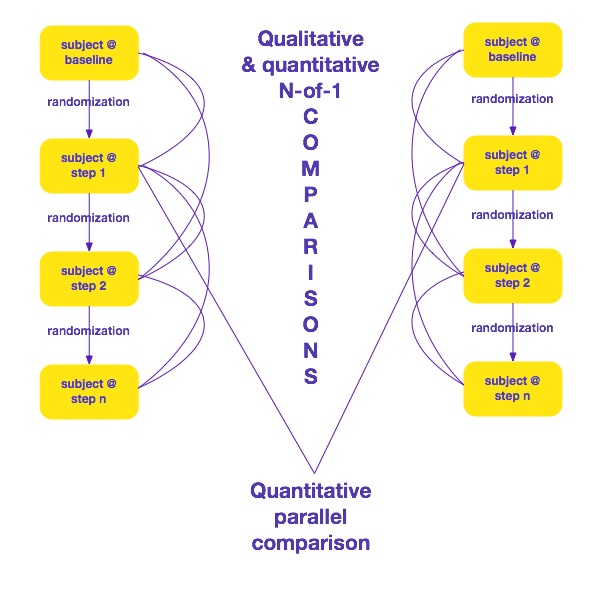 subject @
baseline
randomization
subject @
step 1
randomization
subject @
step 2
randomization
subject @
step n
Qualitative
& quantitative
N-of-1
C
O
M
P
A
R
I
S
O
N
S
Quantitative
parallel
comparison
subject @
baseline
randomization
subject @
step 1
randomization
subject @
step 2
randomization
subject @
step n